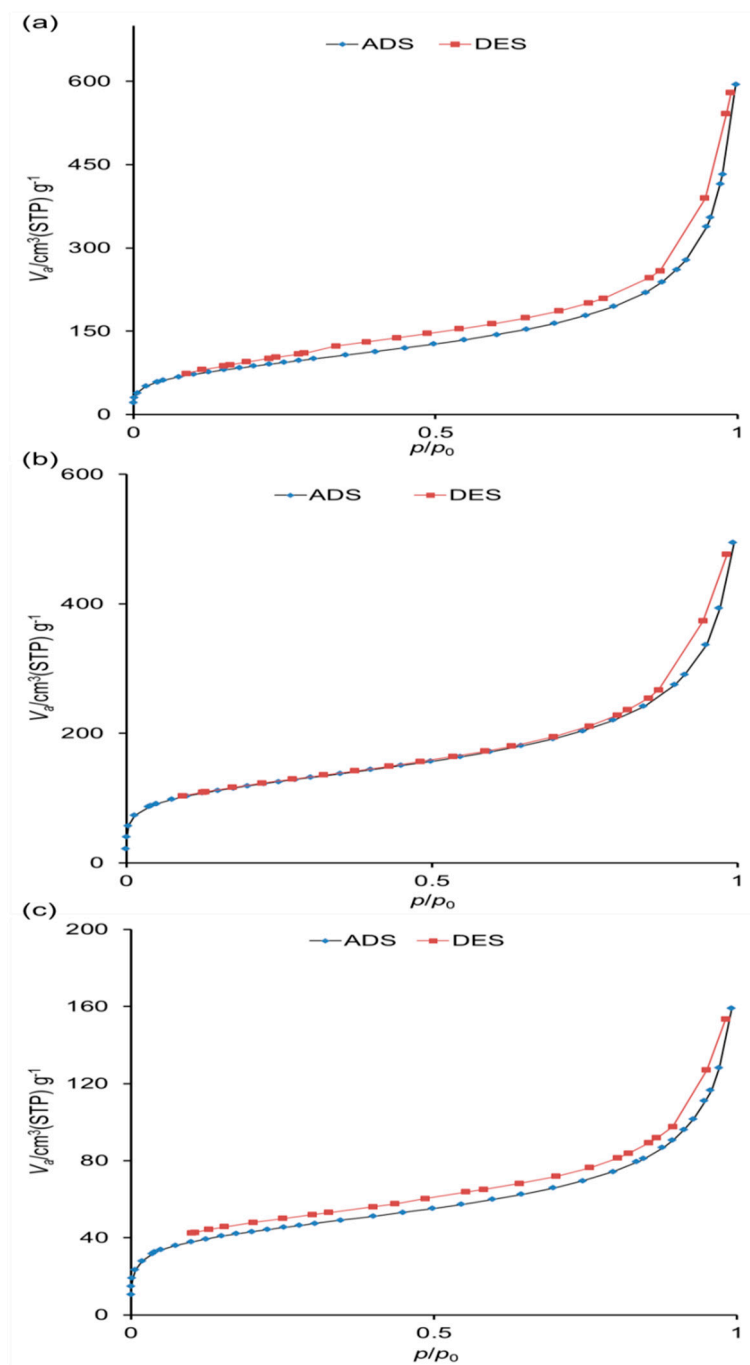 (a)
ADS DES
600
450
300
150
0
Vₐ/cm³(STP) g⁻¹
0 0.5 1
p/p₀
(b)
ADS DES
600
400
200
0
Vₐ/cm³(STP) g⁻¹
0 0.5 1
p/p₀
(c)
ADS DES
200
160
120
80
40
0
Vₐ/cm³(STP) g⁻¹
0 0.5 1
p/p₀